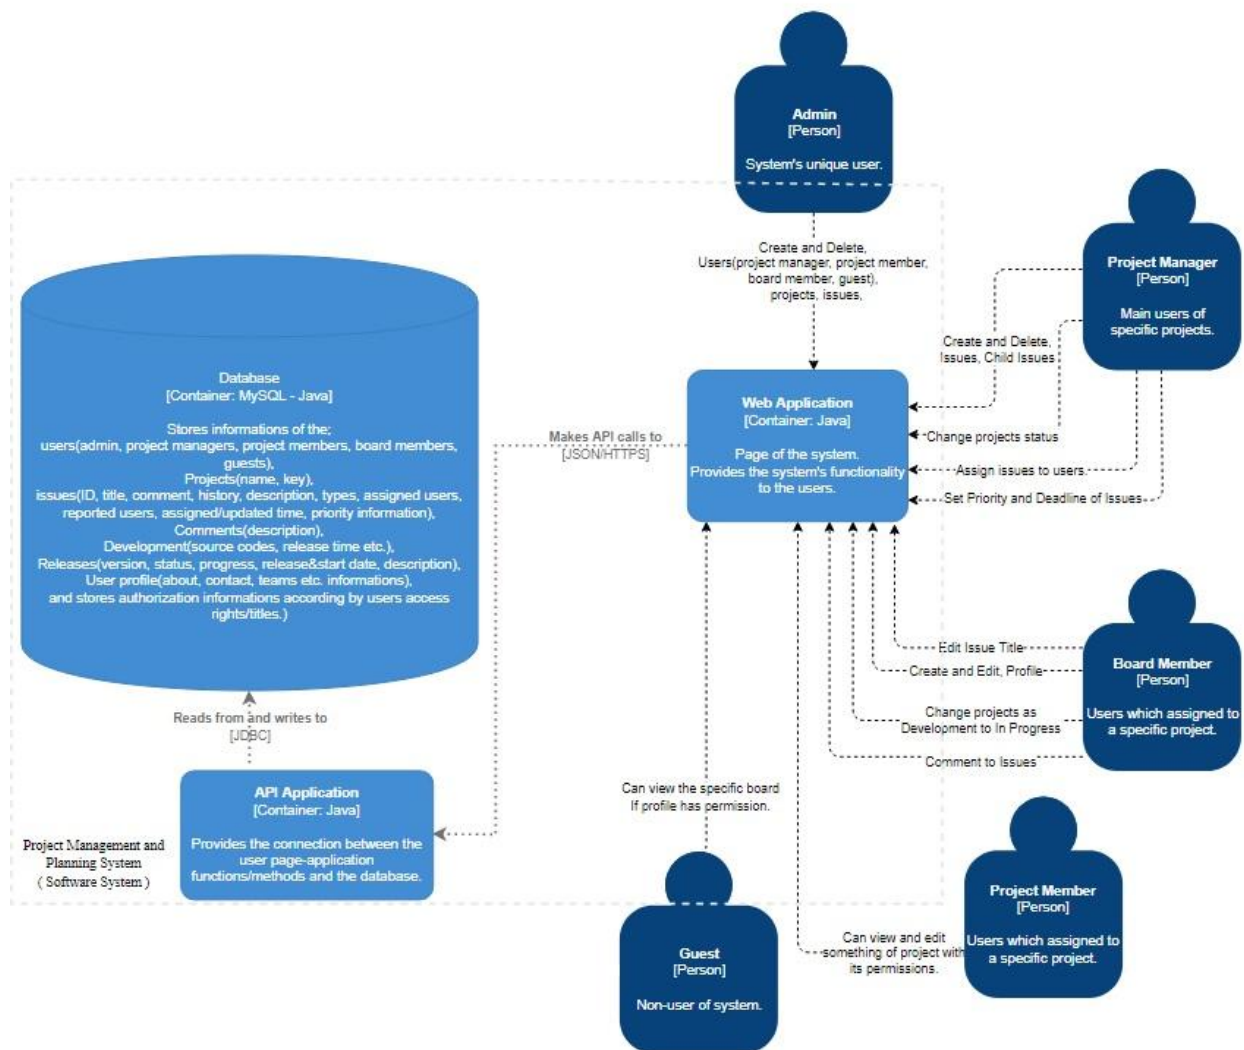 Admin
[Person]
System's unique user.
Create and Delete,
Users(project manager, project member,
board member, guest),
projects, issues,
Project Manager
[Person]
Main users of
specific projects.
Create and Delete,
Issues, Child Issues
Change projects status
Assign issues to users.
Set Priority and Deadline of Issues
Database
[Container: MySQL - Java]
Stores informations of the;
users(admin, project managers, project members, board members,
guests),
Projects(name, key),
issues(ID, title, comment, history, description, types, assigned users,
reported users, assigned/updated time, priority information),
Comments(description),
Development(source codes, release time etc.),
Releases(version, status, progress, release&start date, description),
User profile(about, contact, teams etc. informations),
and stores authorization informations according by users access
rights/titles.)
Makes API calls to
[JSON/HTTPS]
Web Application
[Container: Java]
Page of the system.
Provides the system's functionality
to the users.
Edit Issue Title
Create and Edit, Profile
Change projects as
Development to In Progress
Comment to Issues
Board Member
[Person]
Users which assigned to
a specific project.
Reads from and writes to
[JDBC]
API Application
[Container: Java]
Provides the connection between the
user page-application
functions/methods and the database.
Project Management and
Planning System
( Software System )
Can view the specific board
If profile has permission.
Guest
[Person]
Non-user of system.
Can view and edit
something of project with
its permissions.
Project Member
[Person]
Users which assigned to
a specific project.